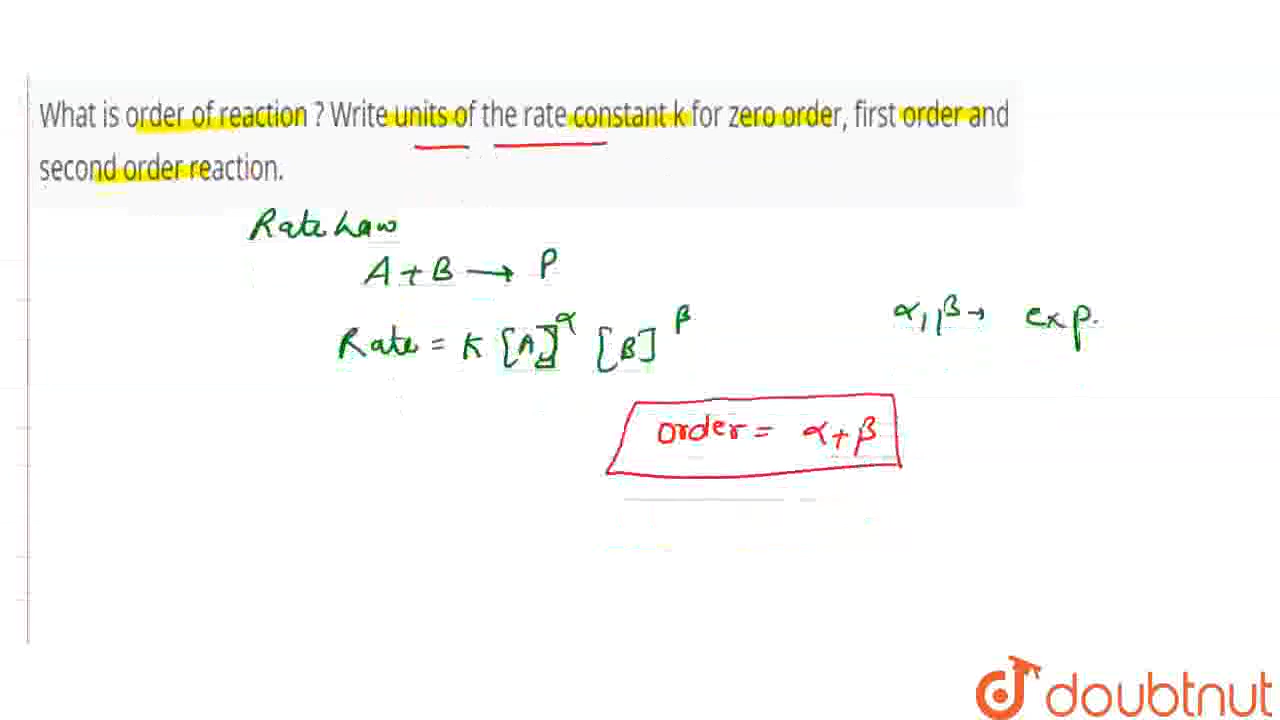 What is order of reaction ? Write units of the rate constant k for zero order, first order and
second order reaction.
Rate Law
A + B → P
Rate = K [A]^α [B]^β
α, β → exp.
order = α + β
doubtnut